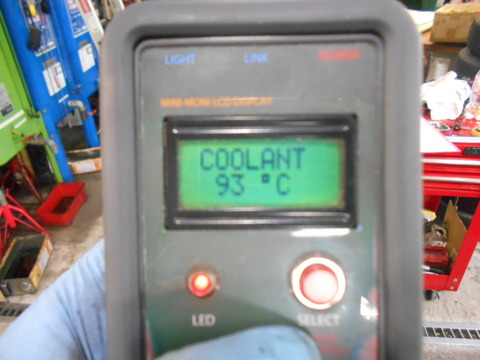 LIGHT LINK POWER
MINI-MONI LCD DISPLAY
COOLANT
93 °C
LED SELECT